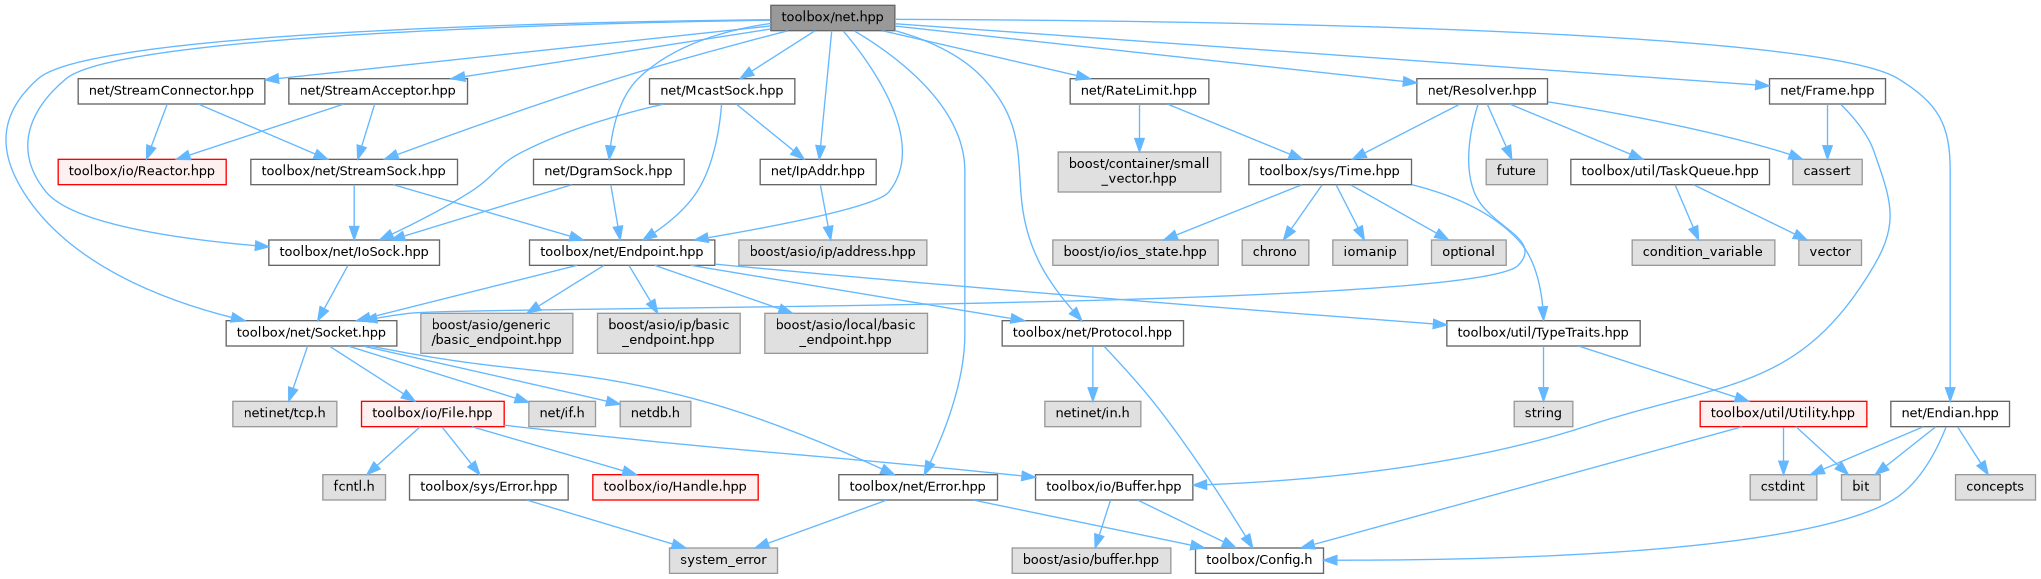 toolbox/net.hpp
net/StreamConnector.hpp
net/StreamAcceptor.hpp
net/McastSock.hpp
net/RateLimit.hpp
net/Resolver.hpp
net/Frame.hpp
toolbox/io/Reactor.hpp
toolbox/net/StreamSock.hpp
net/DgramSock.hpp
net/IpAddr.hpp
boost/container/small
_vector.hpp
toolbox/sys/Time.hpp
future
toolbox/util/TaskQueue.hpp
cassert
toolbox/net/IoSock.hpp
toolbox/net/Endpoint.hpp
boost/asio/ip/address.hpp
boost/io/ios_state.hpp
chrono
iomanip
optional
condition_variable
vector
toolbox/net/Socket.hpp
boost/asio/generic
/basic_endpoint.hpp
boost/asio/ip/basic
_endpoint.hpp
boost/asio/local/basic
_endpoint.hpp
toolbox/net/Protocol.hpp
toolbox/util/TypeTraits.hpp
netinet/tcp.h
toolbox/io/File.hpp
net/if.h
netdb.h
netinet/in.h
string
toolbox/util/Utility.hpp
net/Endian.hpp
fcntl.h
toolbox/sys/Error.hpp
toolbox/io/Handle.hpp
toolbox/net/Error.hpp
toolbox/io/Buffer.hpp
cstdint
bit
concepts
system_error
boost/asio/buffer.hpp
toolbox/Config.h